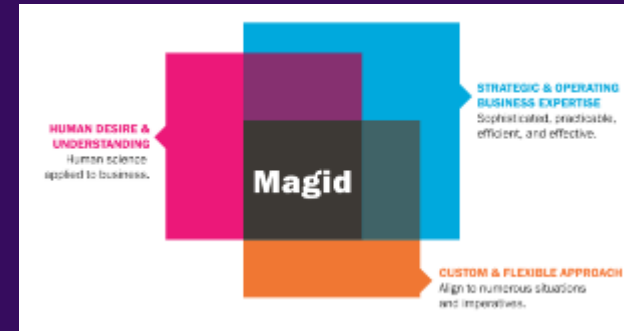 STRATEGIC & OPERATING
BUSINESS EXPERTISE
Sophisticated, practicable,
efficient, and effective.
HUMAN DESIRE &
UNDERSTANDING
Human science
applied to business.
Magid
CUSTOM & FLEXIBLE APPROACH
Align to numerous situations
and imperatives.